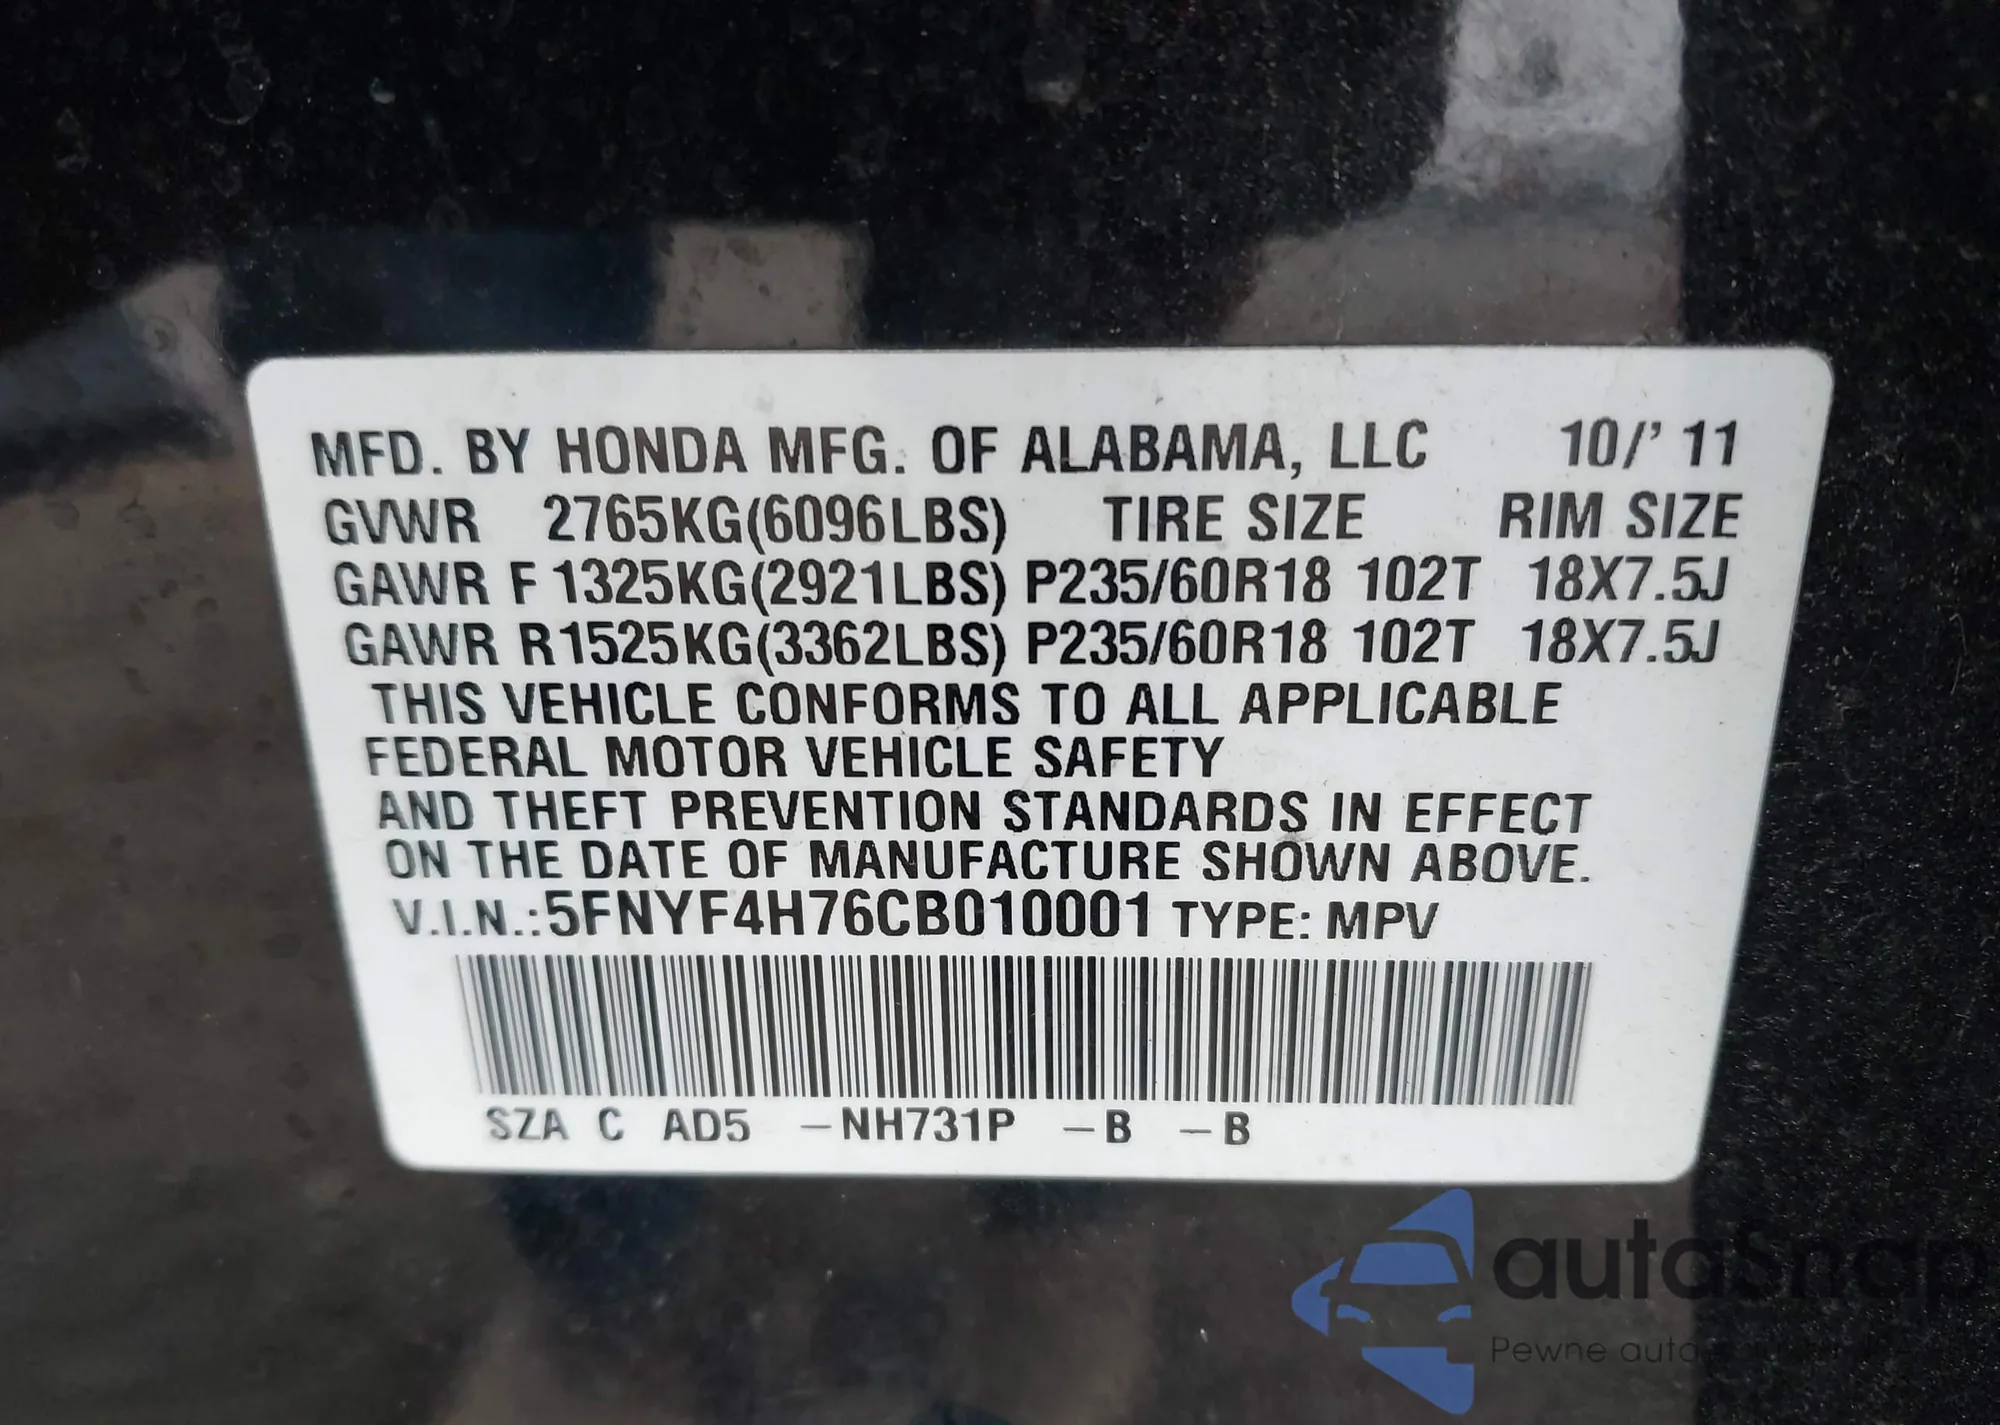 MFD. BY HONDA MFG. OF ALABAMA, LLC 10/' 11
GVWR 2765KG(6096LBS) TIRE SIZE RIM SIZE
GAWR F 1325KG(2921LBS) P235/60R18 102T 18X7.5J
GAWR R1525KG(3362LBS) P235/60R18 102T 18X7.5J
THIS VEHICLE CONFORMS TO ALL APPLICABLE
FEDERAL MOTOR VEHICLE SAFETY
AND THEFT PREVENTION STANDARDS IN EFFECT
ON THE DATE OF MANUFACTURE SHOWN ABOVE.
V.I.N.:5FNYF4H76CB010001 TYPE: MPV
SZA C AD5 –NH731P –B –B
autaSnap
Pewne auta